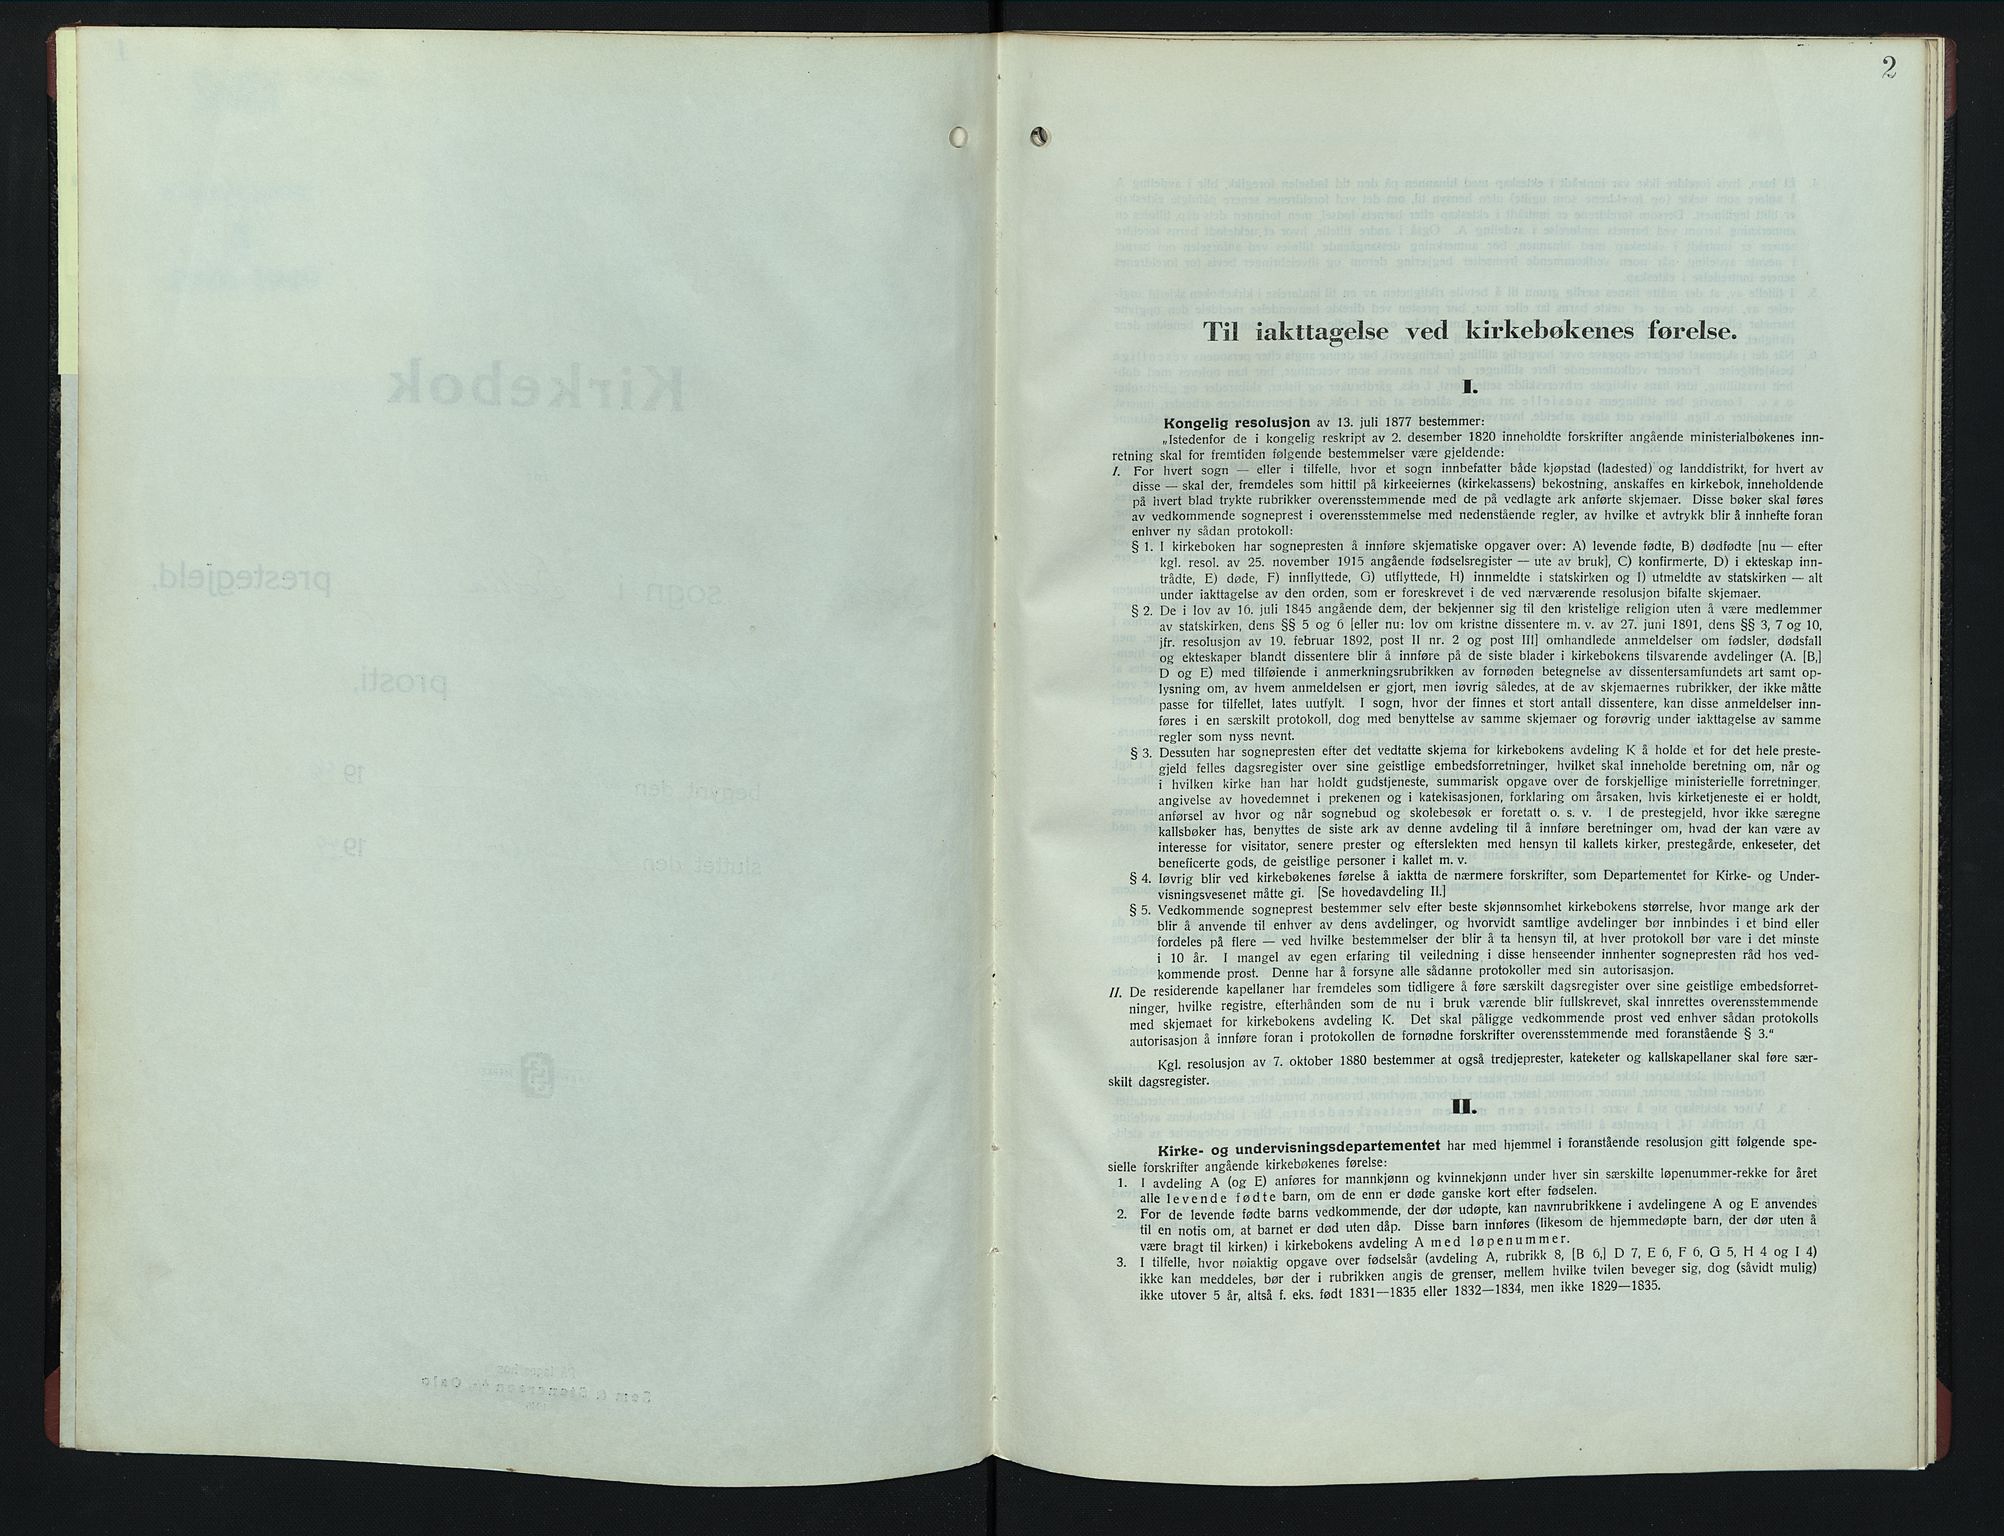 2
Til iakttagelse ved kirkebøkenes førelse.
I.
Kongelig resolusjon av 13. juli 1877 bestemmer:
„Istedenfor de i kongelig reskript av 2. desember 1820 inneholdte forskrifter angående ministerialbøkenes inn-
retning skal for fremtiden følgende bestemmelser være gjeldende:
I. For hvert sogn — eller i tilfelle, hvor et sogn innbefatter både kjøpstad (ladested) og landdistrikt, for hvert av
disse — skal der, fremdeles som hittil på kirkeeiernes (kirkekassens) bekostning, anskaffes en kirkebok, inneholdende
på hvert blad trykte rubrikker overensstemmende med de på vedlagte ark anførte skjemaer. Disse bøker skal føres
av vedkommende sogneprest i overensstemmelse med nedenstående regler, av hvilke et avtrykk blir å innhefte foran
enhver ny sådan protokoll:
§ 1. I kirkeboken har sognepresten å innføre skjematiske opgaver over: A) levende fødte, B) dødfødte [nu — efter
kgl. resol. av 25. november 1915 angående fødselsregister — ute av bruk], C) konfirmerte, D) i ekteskap inn-
trådte, E) døde, F) innflyttede, G) utflyttede, H) innmeldte i statskirken og I) utmeldte av statskirken — alt
under iakttagelse av den orden, som er foreskrevet i de ved nærværende resolusjon bifalte skjemaer.
§ 2. De i lov av 16. juli 1845 angående dem, der bekjenner sig til den kristelige religion uten å være medlemmer
av statskirken, dens §§ 5 og 6 [eller nu: lov om kristne dissentere m. v. av 27. juni 1891, dens §§ 3, 7 og 10,
jfr. resolusjon av 19. februar 1892, post II nr. 2 og post III] omhandlede anmeldelser om fødsler, dødsfall
og ekteskaper blandt dissentere blir å innføre på de siste blader i kirkebokens tilsvarende avdelinger (A. [B,]
D og E) med tilføiende i anmerkningsrubrikken av fornøden betegnelse av dissentersamfundets art samt op-
lysning om, av hvem anmeldelsen er gjort, men iøvrig således, at de av skjemaernes rubrikker, der ikke måtte
passe for tilfellet, lates uutfylt. I sogn, hvor der finnes et stort antall dissentere, kan disse anmeldelser inn-
føres i en særskilt protokoll, dog med benyttelse av samme skjemaer og forøvrig under iakttagelse av samme
regler som nyss nevnt.
§ 3. Dessuten har sognepresten efter det vedtatte skjema for kirkebokens avdeling K å holde et for det hele preste-
gjeld felles dagsregister over sine geistlige embedsforretninger, hvilket skal inneholde beretning om, når og
i hvilken kirke han har holdt gudstjeneste, summarisk opgave over de forskjellige ministerielle forretninger,
angivelse av hovedemnet i prekenen og i katekisasjonen, forklaring om årsaken, hvis kirketjeneste ei er holdt,
anførsel av hvor og når sognebud og skolebesøk er foretatt o. s. v. I de prestegjeld, hvor ikke særegne
kallsbøker has, benyttes de siste ark av denne avdeling til å innføre beretninger om, hvad der kan være av
interesse for visitator, senere prester og efterslekten med hensyn til kallets kirker, prestegårde, enkeseter, det
beneficerte gods, de geistlige personer i kallet m. v.
§ 4. Iøvrig blir ved kirkebøkenes førelse å iaktta de nærmere forskrifter, som Departementet for Kirke- og Under-
visningsvesenet måtte gi. [Se hovedavdeling II.]
§ 5. Vedkommende sogneprest bestemmer selv efter beste skjønnsomhet kirkebokens størrelse, hvor mange ark der
blir å anvende til enhver av dens avdelinger, og hvorvidt samtlige avdelinger bør innbindes i et bind eller
fordeles på flere — ved hvilke bestemmelser der blir å ta hensyn til, at hver protokoll bør vare i det minste
i 10 år. I mangel av egen erfaring til veiledning i disse henseender innhenter sognepresten råd hos ved-
kommende prost. Denne har å forsyne alle sådanne protokoller med sin autorisasjon.
II. De residerende kapellaner har fremdeles som tidligere å føre særskilt dagsregister over sine geistlige embedsforret-
ninger, hvilke registre, efterhånden som de nu i bruk værende blir fullskrevet, skal innrettes overensstemmende
med skjemaet for kirkebokens avdeling K. Det skal påligge vedkommende prost ved enhver sådan protokolls
autorisasjon å innføre foran i protokollen de fornødne forskrifter overensstemmende med foranstående § 3.“
Kgl. resolusjon av 7. oktober 1880 bestemmer at også tredjeprester, kateketer og kallskapellaner skal føre sær-
skilt dagsregister.
II.
Kirke- og undervisningsdepartementet har med hjemmel i foranstående resolusjon gitt følgende spe-
sielle forskrifter angående kirkebøkenes førelse:
1. I avdeling A (og E) anføres for mannkjønn og kvinnekjønn under hver sin særskilte løpenummer-rekke for året
alle levende fødte barn, om de enn er døde ganske kort efter fødselen.
2. For de levende fødte barns vedkommende, der dør udøpte, kan navnrubrikkene i avdelingene A og E anvendes
til en notis om, at barnet er død uten dåp. Disse barn innføres (likesom de hjemmedøpte barn, der dør uten å
være bragt til kirken) i kirkebokens avdeling A med løpenummer.
3. I tilfelle, hvor nøiaktig opgave over fødselsår (avdeling A, rubrikk 8, [B 6,] D 7, E 6, F 6, G 5, H 4 og I 4)
ikke kan meddeles, bør der i rubrikken angis de grenser, mellem hvilke tvilen beveger sig, dog (såvidt mulig)
ikke utover 5 år, altså f. eks. født 1831—1835 eller 1832—1834, men ikke 1829—1835.